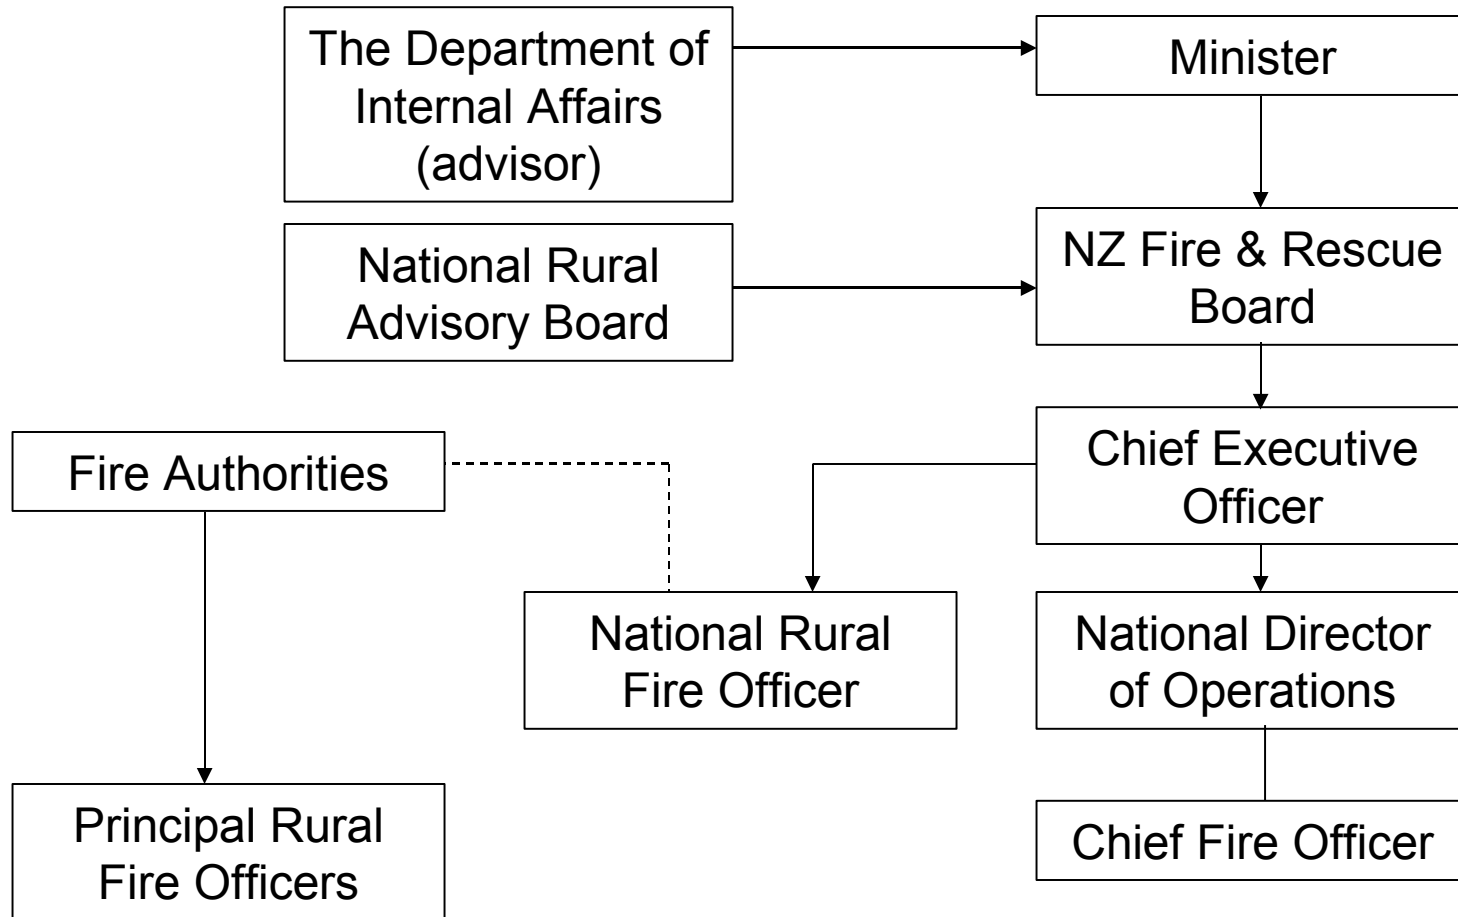 The Department of
Internal Affairs
(advisor)
Minister
National Rural
Advisory Board
NZ Fire & Rescue
Board
Fire Authorities
Chief Executive
Officer
National Rural
Fire Officer
National Director
of Operations
Principal Rural
Fire Officers
Chief Fire Officer